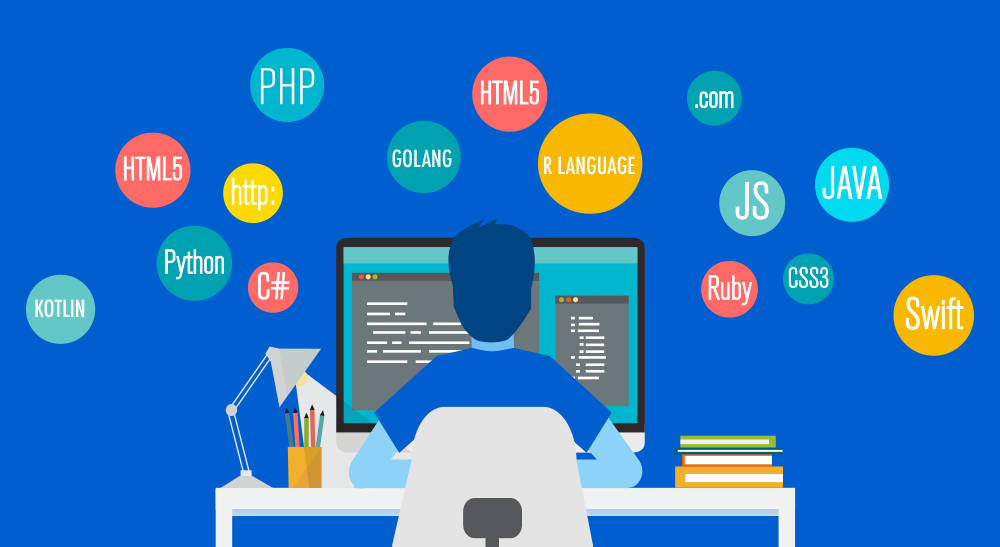 PHP
HTML5
.com
GOLANG
R LANGUAGE
HTML5
http:
JS
JAVA
Python
C#
Ruby
CSS3
KOTLIN
Swift